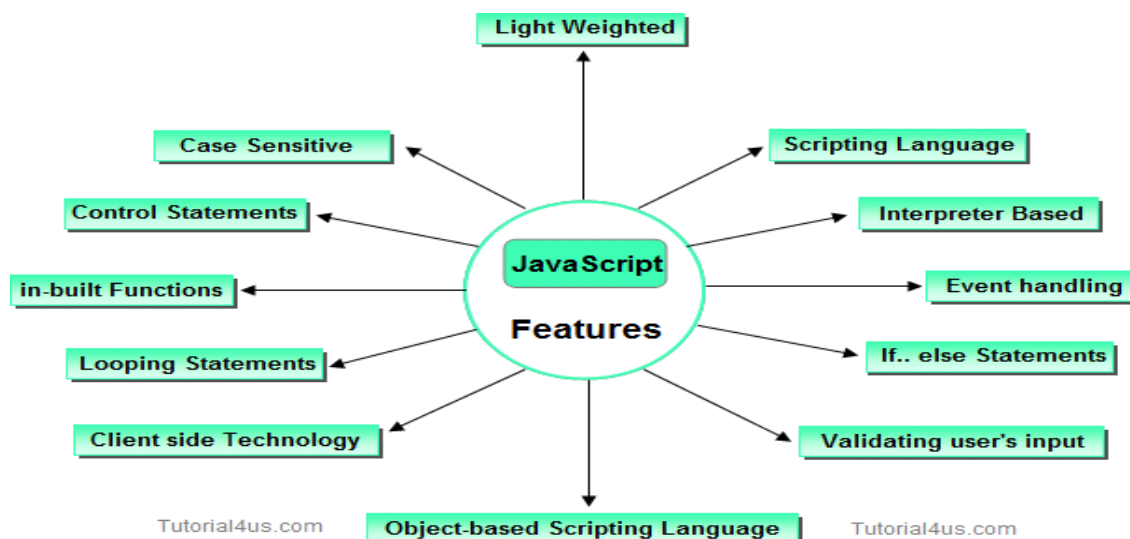 Light Weighted
Case Sensitive
Scripting Language
Control Statements
Interpreter Based
JavaScript
in-built Functions
Event handling
Features
Looping Statements
If.. else Statements
Client side Technology
Validating user's input
Tutorial4us.com
Object-based Scripting Language
Tutorial4us.com